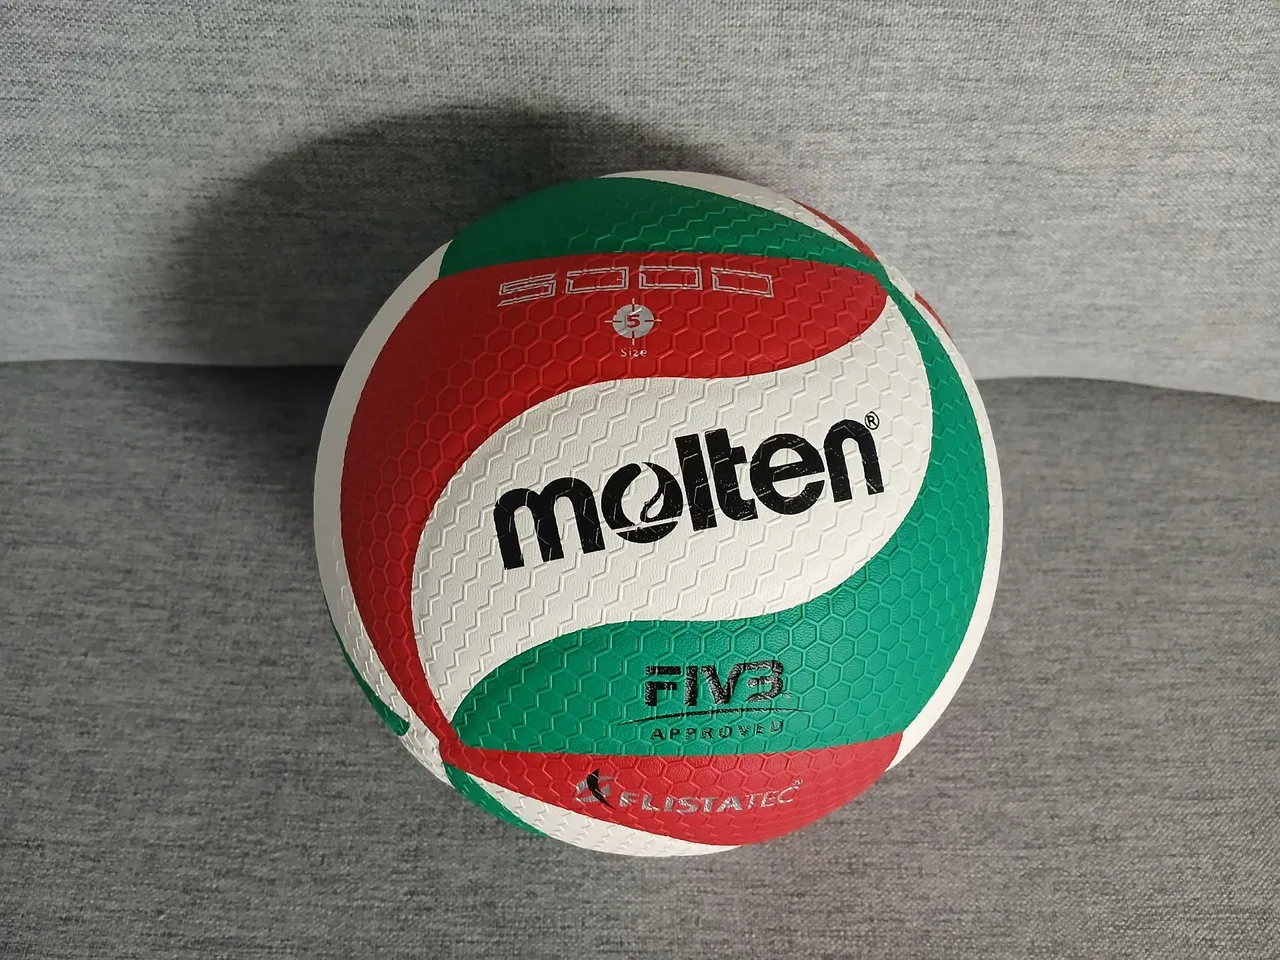 5000
5
Size
molten®
FIVB
APPROVED
FLISTATEC®